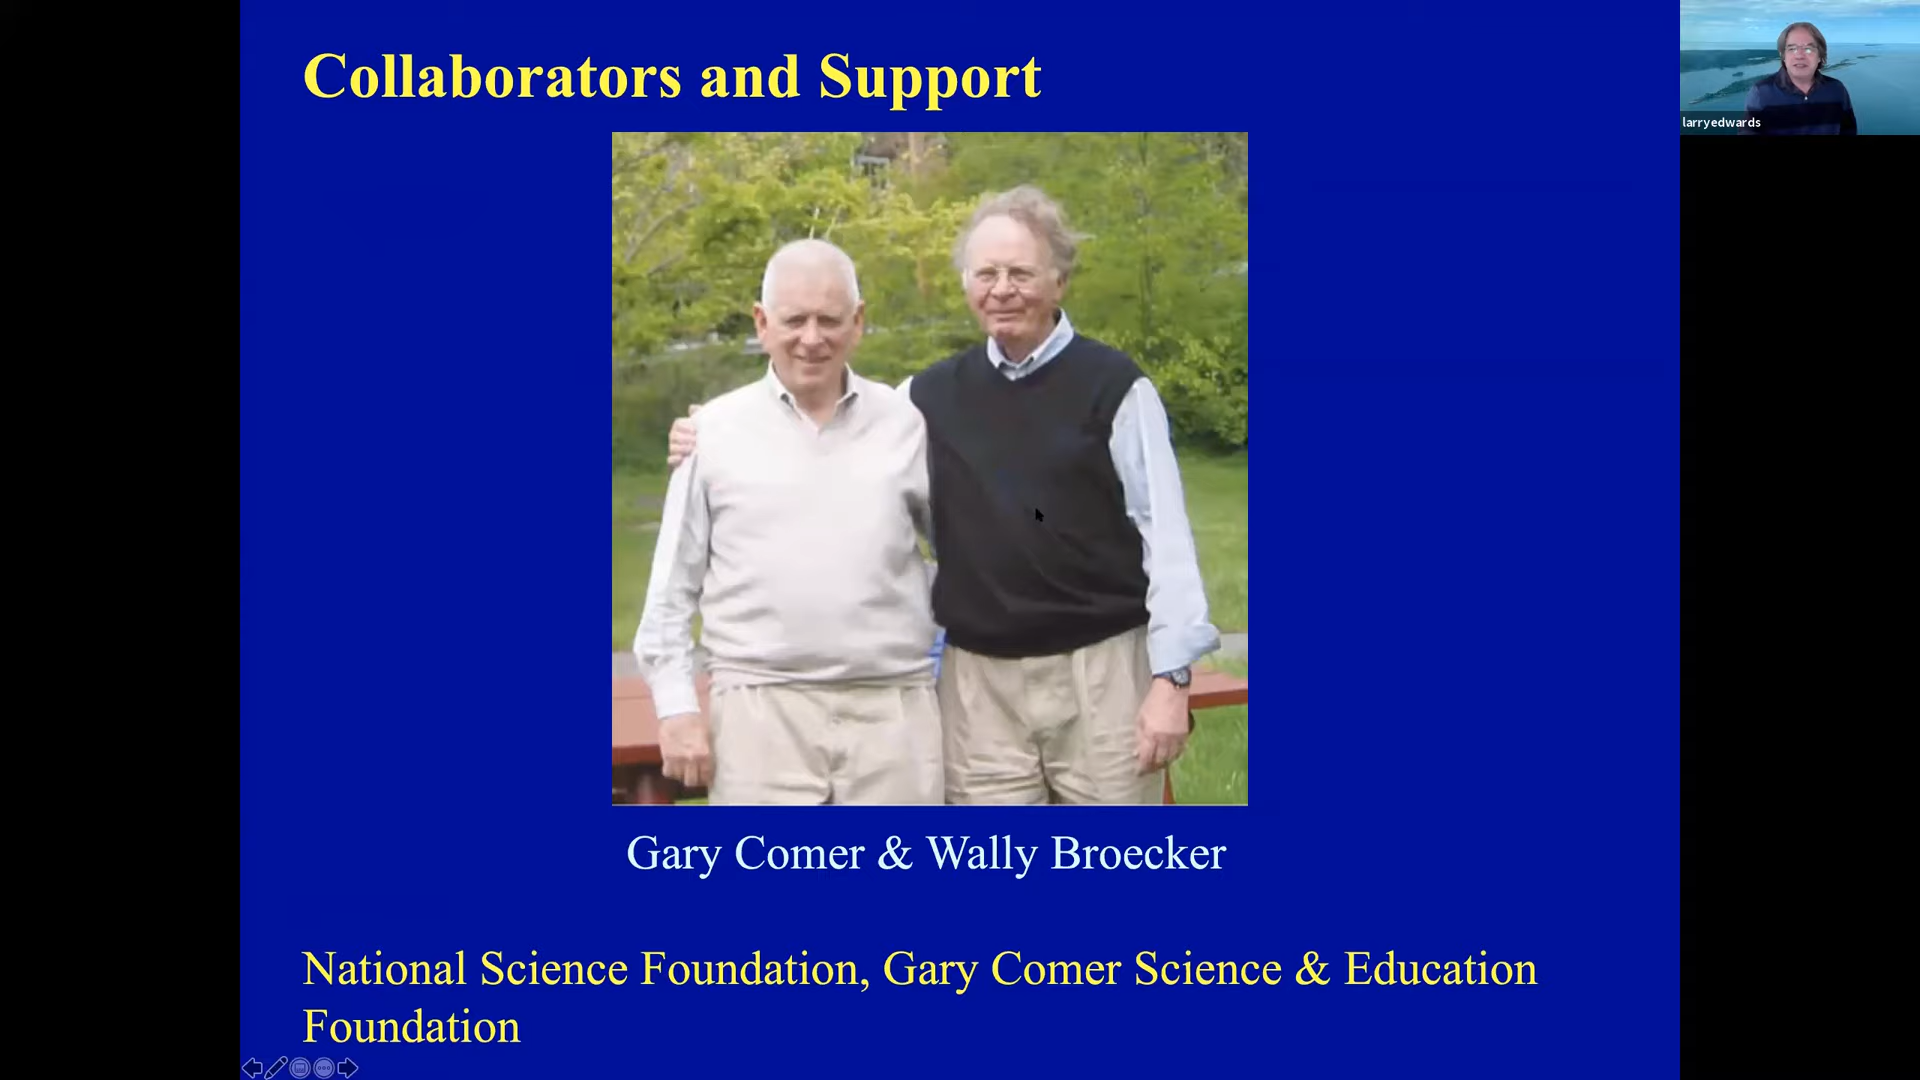 Collaborators and Support
larryedwards
Gary Comer & Wally Broecker
National Science Foundation, Gary Comer Science & Education
Foundation